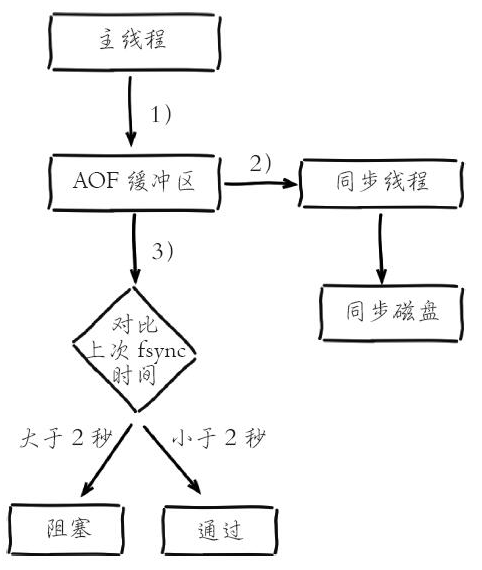 主线程
1)
AOF 缓冲区
2)
同步线程
3)
同步磁盘
对比
上次 fsync
时间
大于 2 秒
小于 2 秒
阻塞
通过